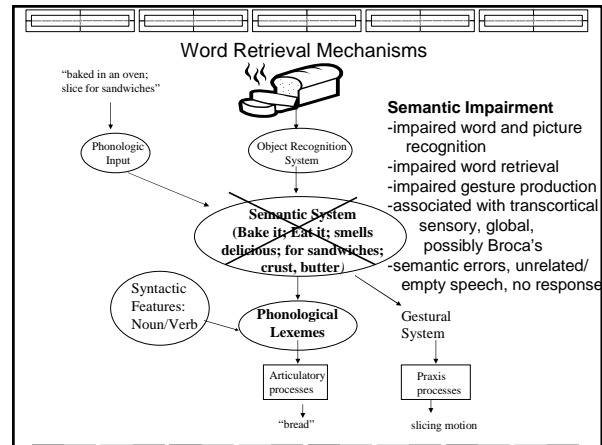 Word Retrieval Mechanisms
“baked in an oven;
slice for sandwiches”
Phonologic
Input
Object Recognition
System
Semantic System
(Bake it; Eat it; smells
delicious; for sandwiches;
crust, butter)
Syntactic
Features:
Noun/Verb
Phonological
Lexemes
Gestural
System
Articulatory
processes
Praxis
processes
“bread”
slicing motion
Semantic Impairment
-impaired word and picture
recognition
-impaired word retrieval
-impaired gesture production
-associated with transcortical
sensory, global,
possibly Broca’s
-semantic errors, unrelated/
empty speech, no response